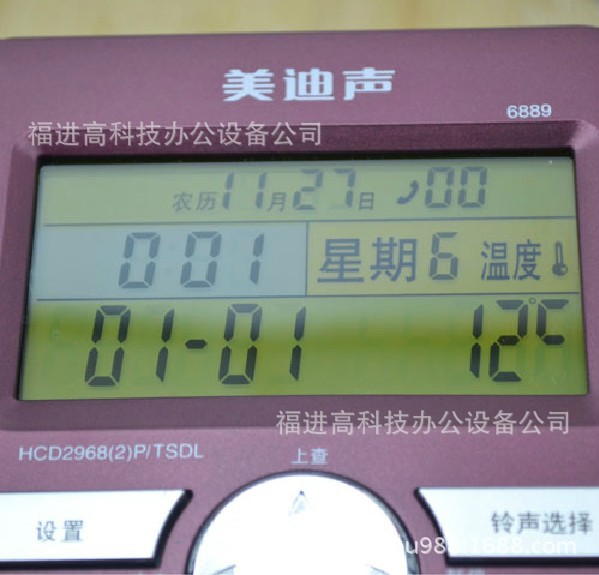 美迪声
6889
福进高科技办公设备公司
农历11月27日 00
0:01 星期6 温度
01-01 12℃
福进高科技办公设备公司
HCD2968(2)P/TSDL
上查
设置
铃声选择